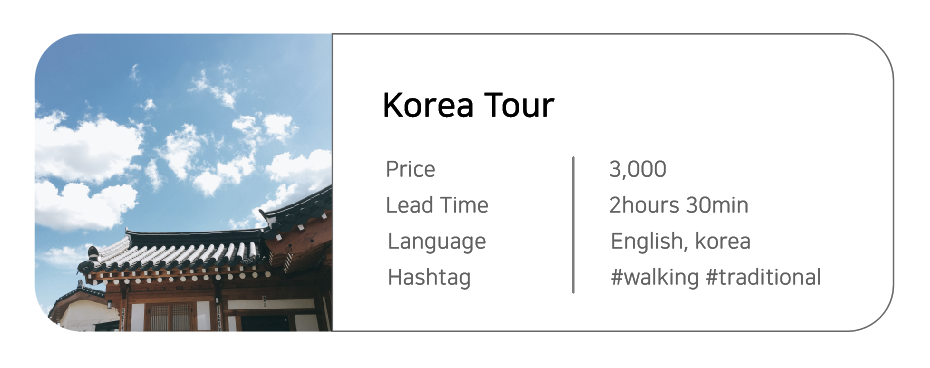 Korea Tour
Price 3,000
Lead Time 2hours 30min
Language English, korea
Hashtag #walking #traditional